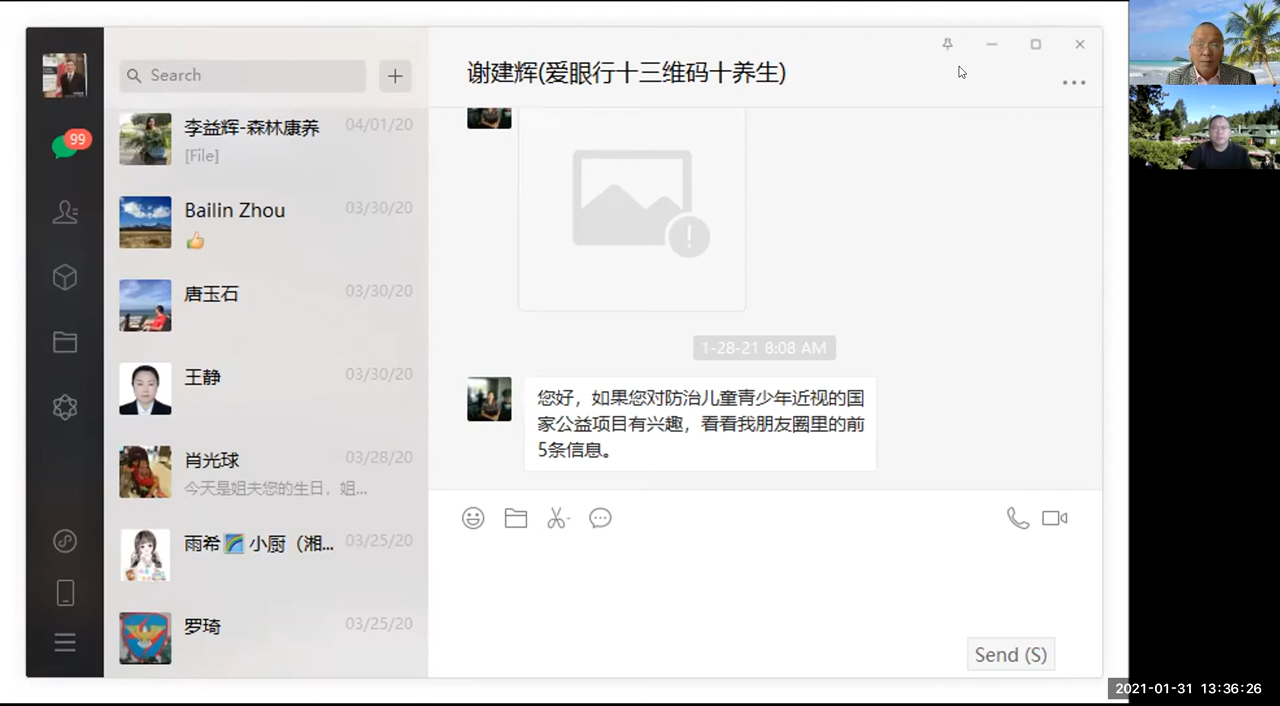 Search
谢建辉(爱眼行十三维码十养生)
99
李益辉-森林康养
04/01/20
[File]
Bailin Zhou
03/30/20
唐玉石
03/30/20
王静
03/30/20
肖光球
03/28/20
今天是姐夫您的生日，姐...
雨希 小厨（湘...
03/25/20
罗琦
03/25/20
1-28-21 8:08 AM
您好，如果您对防治儿童青少年近视的国
家公益项目有兴趣，看看我朋友圈里的前
5条信息。
Send (S)
2021-01-31 13:36:26